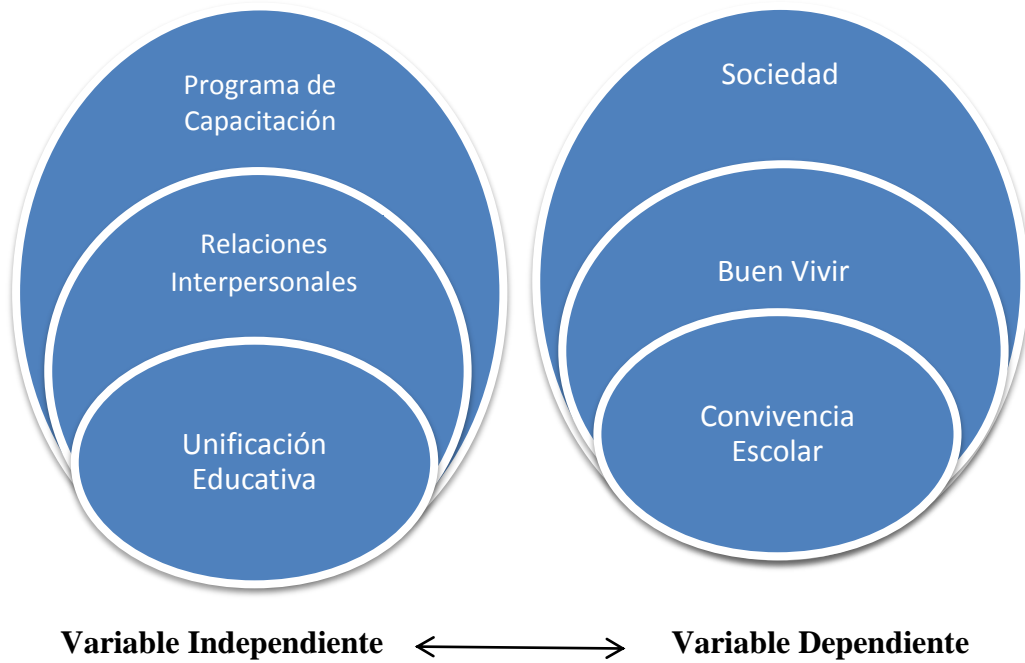 Programa de
Capacitación
Relaciones
Interpersonales
Unificación
Educativa
Sociedad
Buen Vivir
Convivencia
Escolar
Variable Independiente
Variable Dependiente